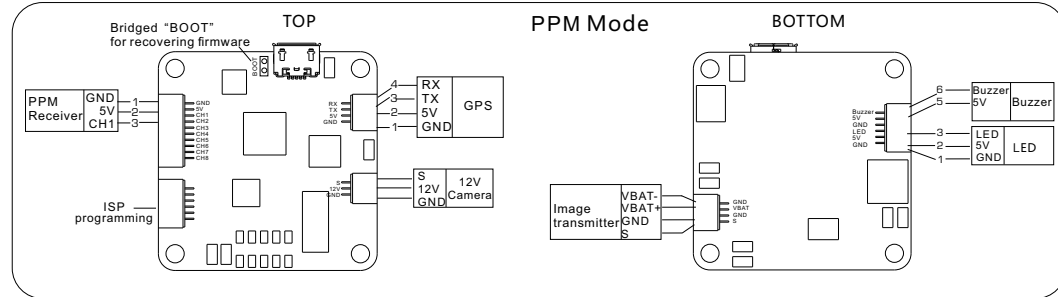 PPM Mode
TOP
Bridged “BOOT”
for recovering firmware
BOOT
PPM
Receiver
GND
5V
CH1
1
2
3
GND
5V
CH1
CH2
CH3
CH4
CH5
CH6
CH7
CH8
ISP
programming
RX
TX
5V
GND
4
3
2
1
RX
TX
5V
GND
GPS
S
12V
GND
S
12V
GND
12V
Camera
BOTTOM
Buzzer
5V
GND
LED
5V
GND
6
5
Buzzer
5V
Buzzer
3
2
1
LED
5V
GND
LED
Image
transmitter
VBAT-
VBAT+
GND
S
GND
VBAT
GND
S